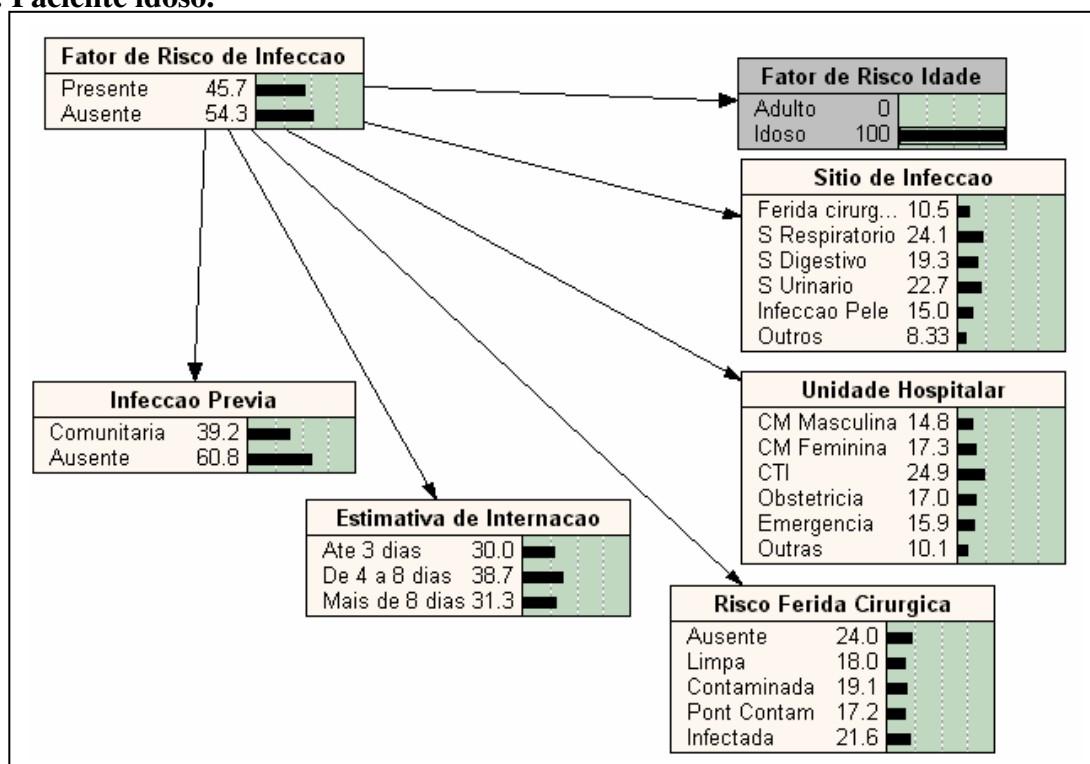 Paciente idoso.
Fator de Risco de Infeccao
Presente 45.7
Ausente 54.3
Fator de Risco Idade
Adulto 0
Idoso 100
Sitio de Infeccao
Ferida cirurg... 10.5
S Respiratorio 24.1
S Digestivo 19.3
S Urinario 22.7
Infeccao Pele 15.0
Outros 8.33
Infeccao Previa
Comunitaria 39.2
Ausente 60.8
Unidade Hospitalar
CM Masculina 14.8
CM Feminina 17.3
CTI 24.9
Obstetricia 17.0
Emergencia 15.9
Outras 10.1
Estimativa de Internacao
Ate 3 dias 30.0
De 4 a 8 dias 38.7
Mais de 8 dias 31.3
Risco Ferida Cirurgica
Ausente 24.0
Limpa 18.0
Contaminada 19.1
Pont Contam 17.2
Infectada 21.6